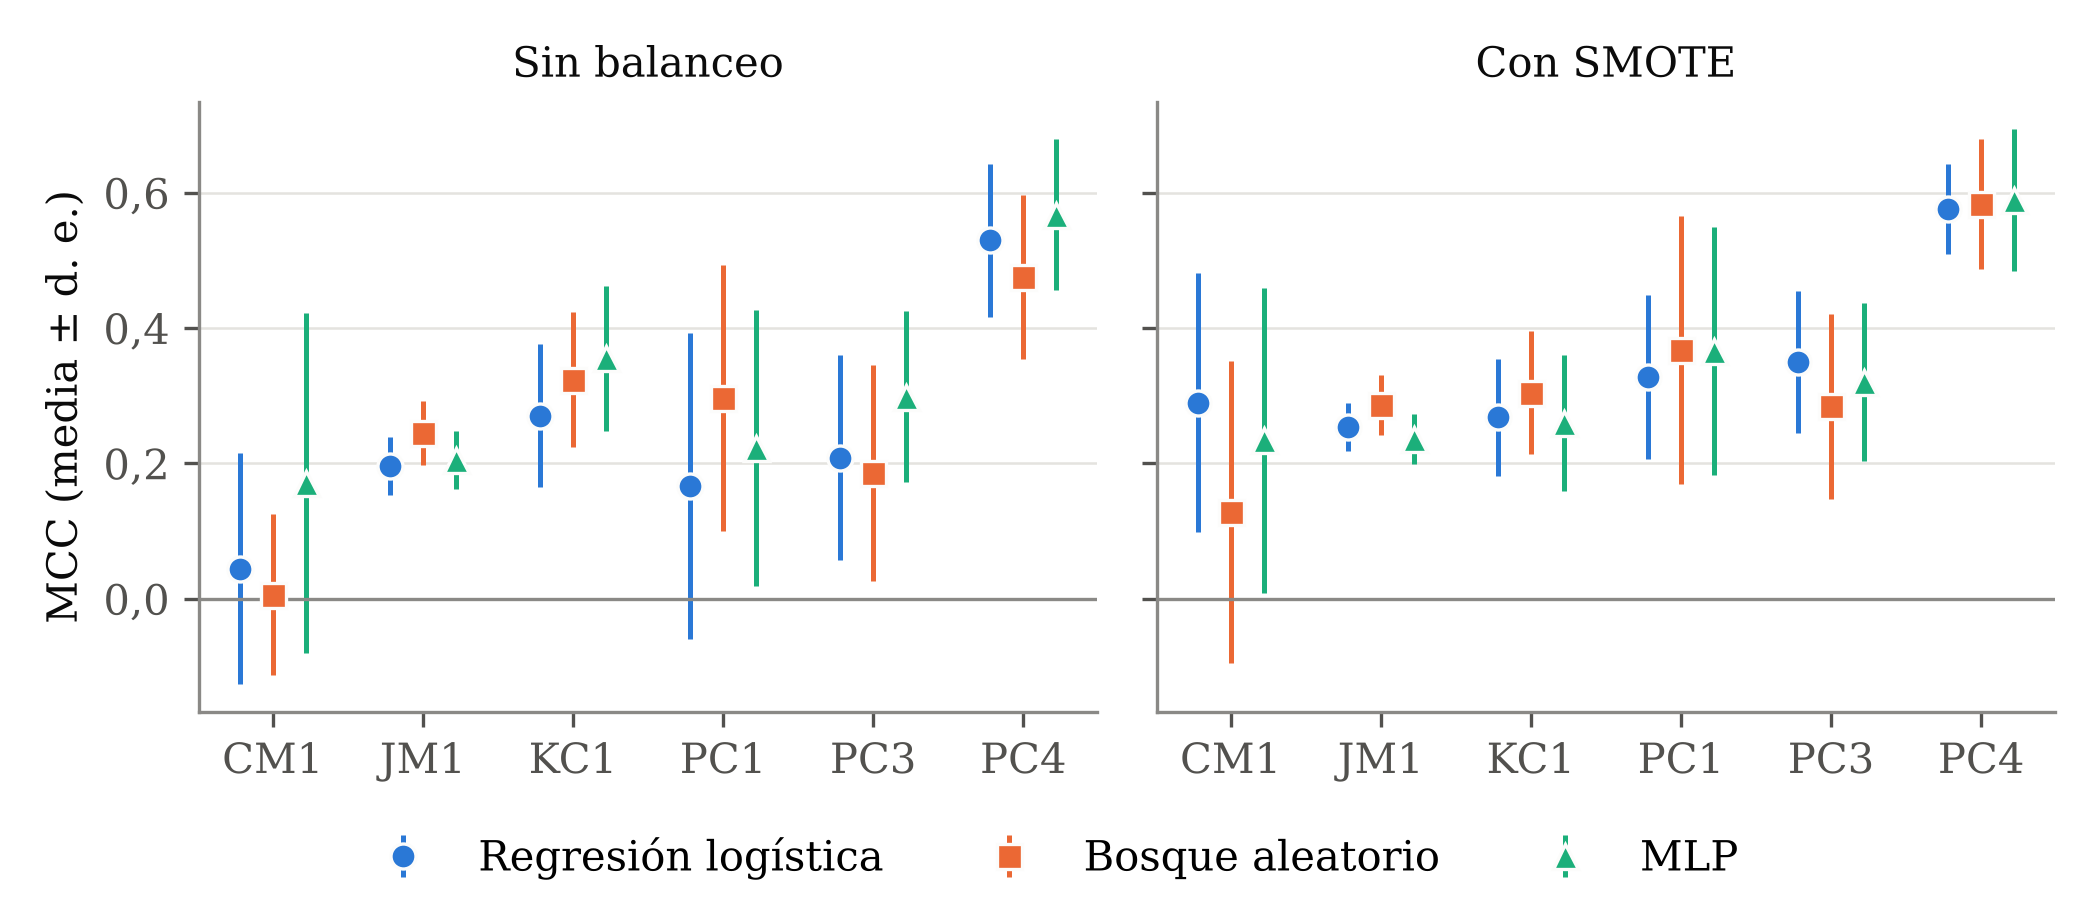 Sin balanceo
Con SMOTE
MCC (media ± d. e.)
0,6
0,4
0,2
0,0
CM1 JM1 KC1 PC1 PC3 PC4
CM1 JM1 KC1 PC1 PC3 PC4
Regresión logística Bosque aleatorio MLP